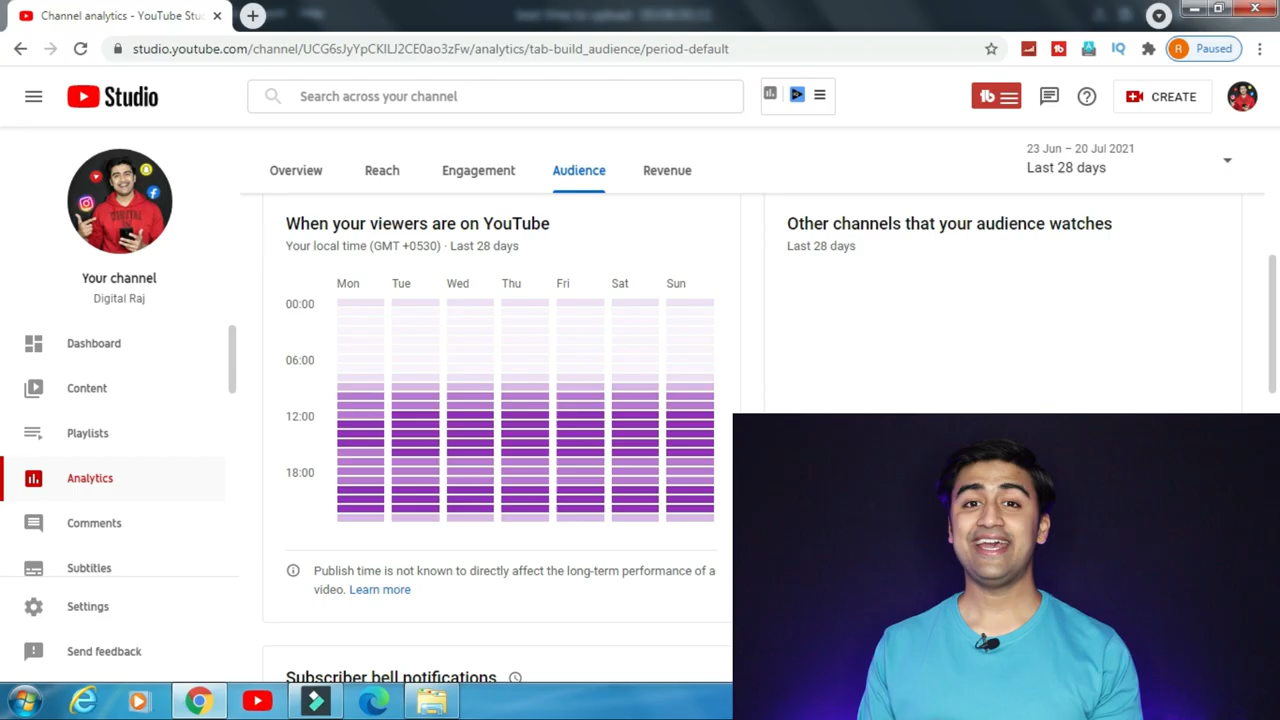 Channel analytics - YouTube Stu
studio.youtube.com/channel/UCG6sJyYpCKILJ2CE0ao3zFw/analytics/tab-build_audience/period-default
IQ
R Paused
Studio
Search across your channel
CREATE
Overview
Reach
Engagement
Audience
Revenue
23 Jun – 20 Jul 2021
Last 28 days
Your channel
Digital Raj
Dashboard
Content
Playlists
Analytics
Comments
Subtitles
Settings
Send feedback
When your viewers are on YouTube
Your local time (GMT +0530) · Last 28 days
Mon Tue Wed Thu Fri Sat Sun
00:00
06:00
12:00
18:00
Publish time is not known to directly affect the long-term performance of a
video. Learn more
Other channels that your audience watches
Last 28 days
Subscriber bell notifications